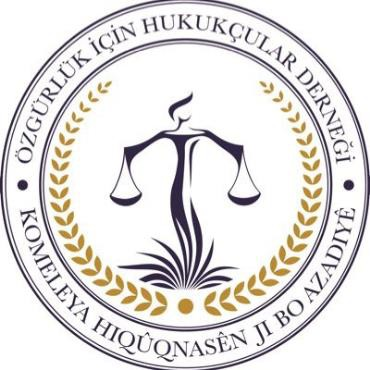 ÖZGÜRLÜK İÇİN HUKUKÇULAR DERNEĞİ
KOMELEYA HIQÛQNASÊN JI BO AZADIYÊ